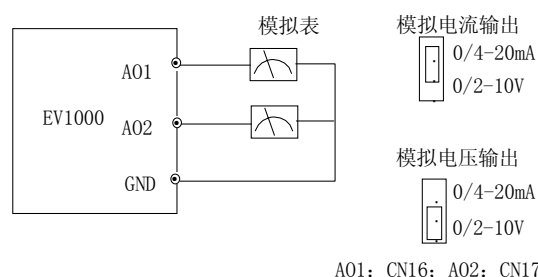 模拟表
AO1
EV1000
AO2
GND
模拟电流输出
0/4-20mA
0/2-10V
模拟电压输出
0/4-20mA
0/2-10V
AO1: CN16; AO2: CN17